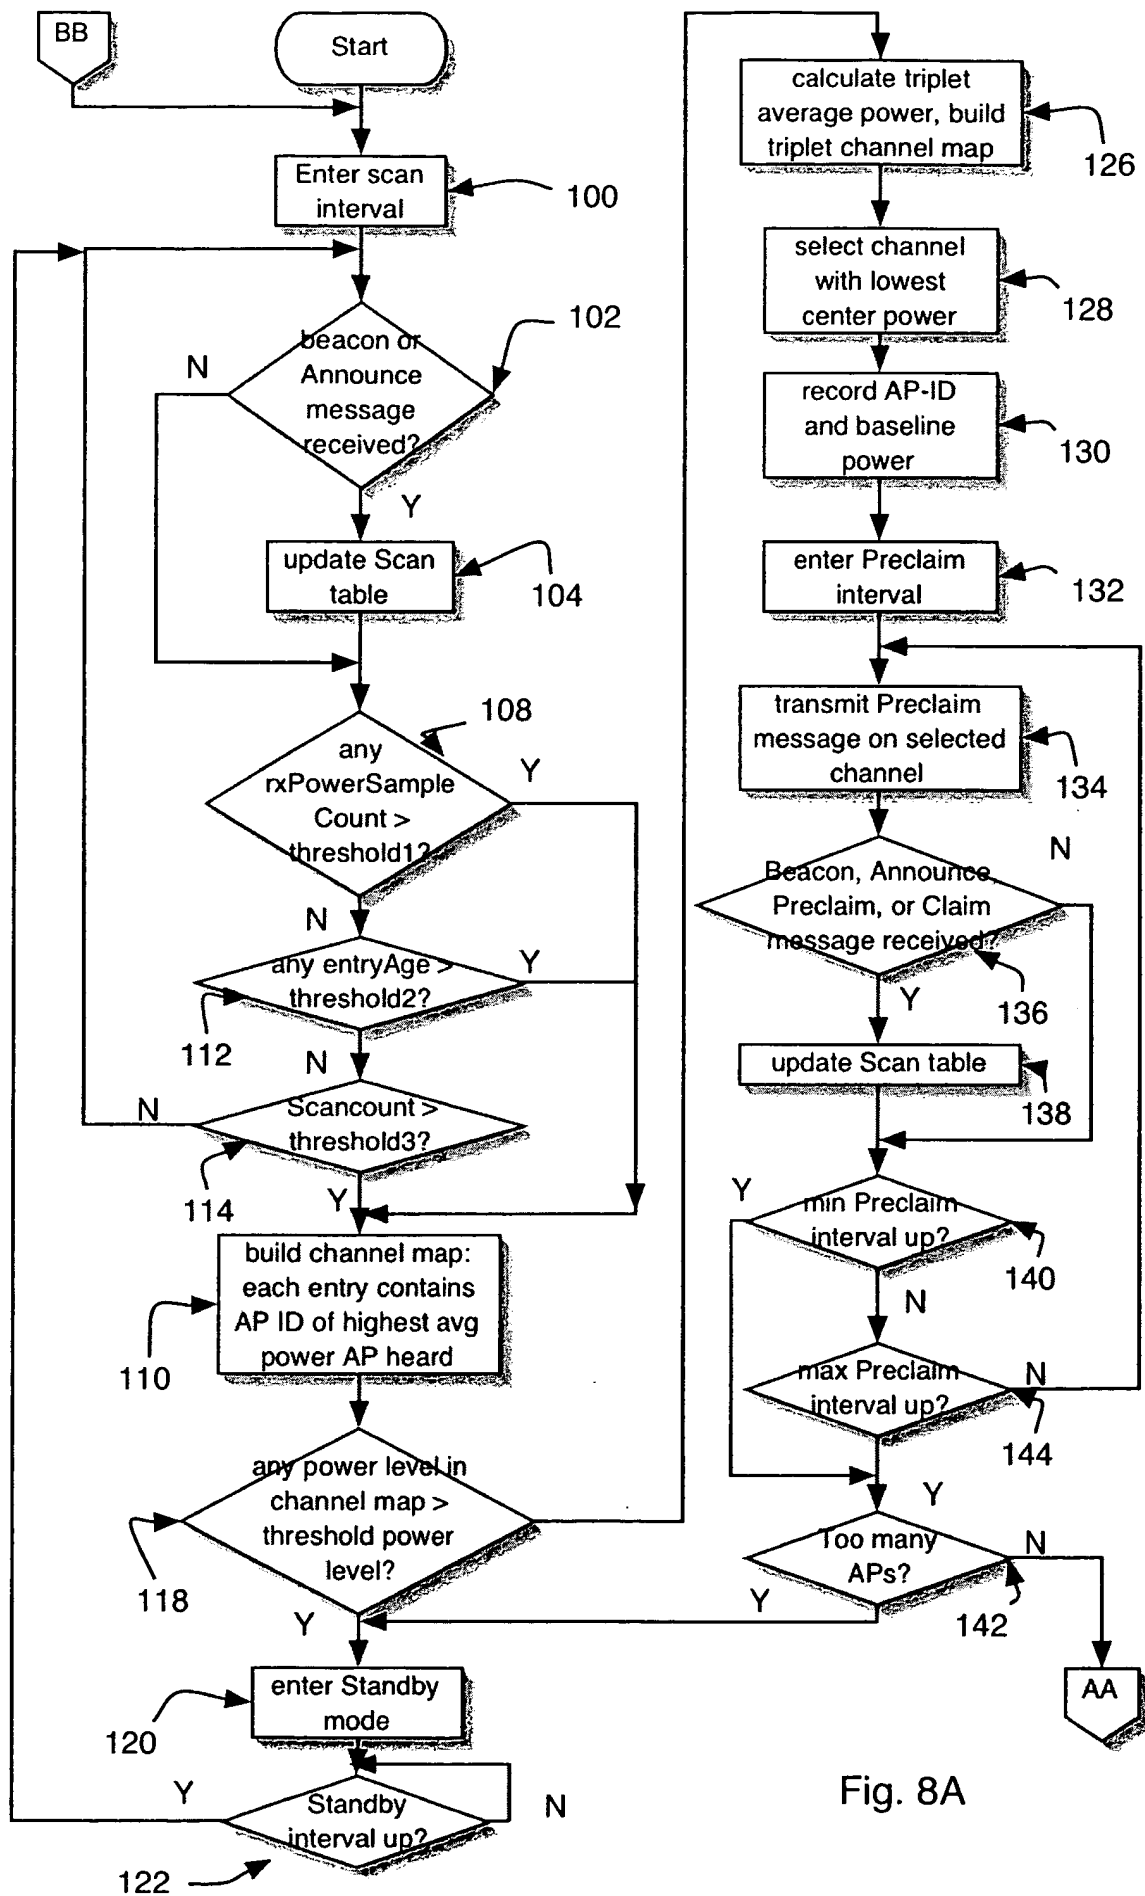 BB
Start
Enter scan
interval
100
beacon or
Announce
message
received?
102
N
Y
update Scan
table
104
any
rxPowerSample
Count >
threshold1?
108
Y
N
any entryAge >
threshold2?
Y
112
N
Scancount >
threshold3?
N
114
Y
build channel map:
each entry contains
AP ID of highest avg
power AP heard
110
any power level in
channel map >
threshold power
level?
118
Y
enter Standby
mode
120
Y
Standby
interval up?
N
122
calculate triplet
average power, build
triplet channel map
126
select channel
with lowest
center power
128
record AP-ID
and baseline
power
130
enter Preclaim
interval
132
transmit Preclaim
message on selected
channel
134
Beacon, Announce,
Preclaim, or Claim
message received?
N
136
Y
update Scan table
138
min Preclaim
interval up?
Y
140
N
max Preclaim
interval up?
N
144
Y
Too many
APs?
N
Y
142
AA
Fig. 8A